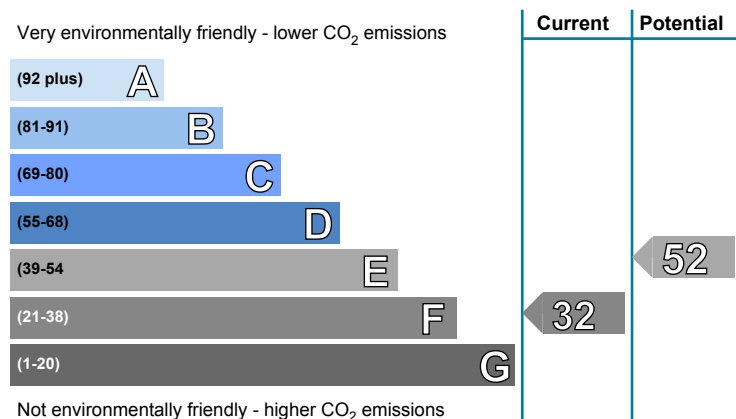 Current Potential
Very environmentally friendly - lower CO₂ emissions
(92 plus) A
(81-91) B
(69-80) C
(55-68) D
(39-54 E
52
(21-38) F
32
(1-20) G
Not environmentally friendly - higher CO₂ emissions